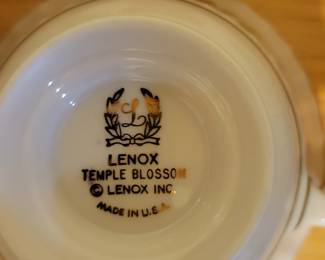 L
LENOX
TEMPLE BLOSSOM
© LENOX INC.
MADE IN U.S.A.